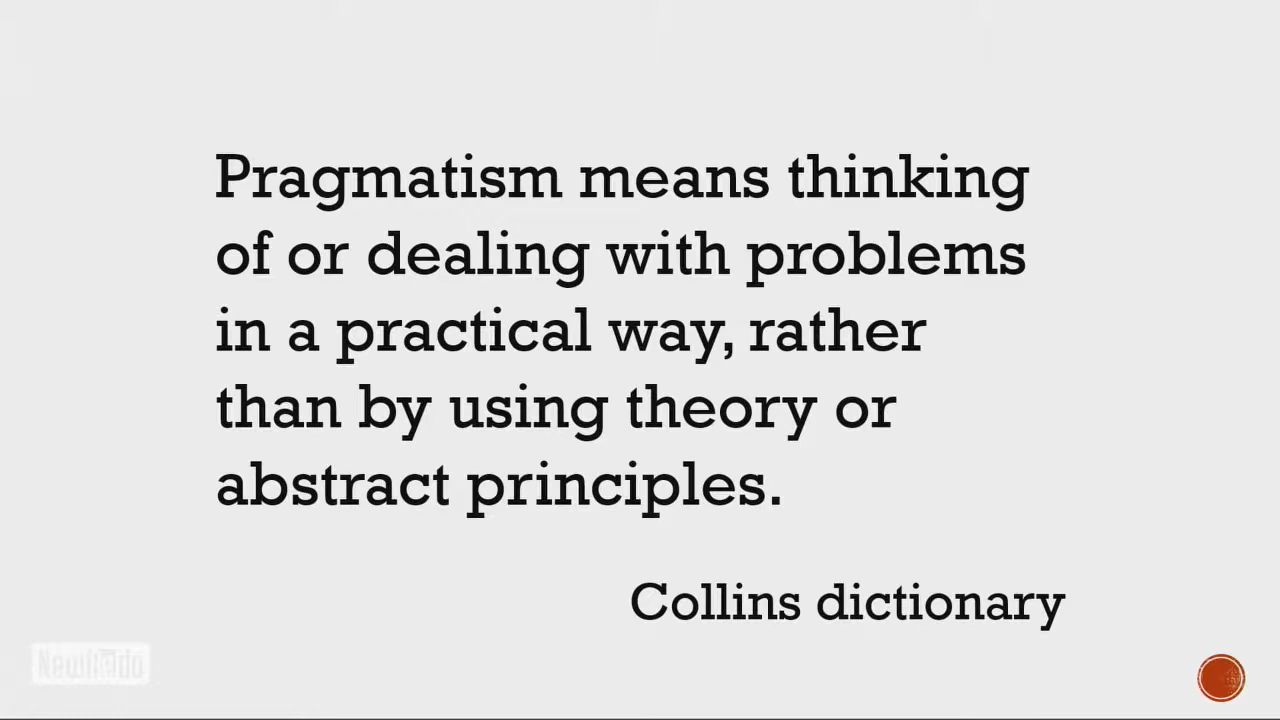 Pragmatism means thinking
of or dealing with problems
in a practical way, rather
than by using theory or
abstract principles.
Collins dictionary